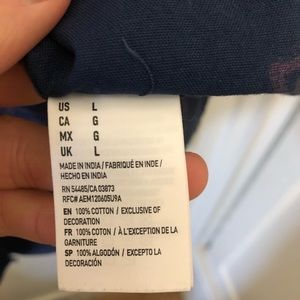 US L
CA G
MX G
UK L
MADE IN INDIA / FABRIQUÉ EN INDE /
HECHO EN INDIA
RN 54485/CA 03873
RFC# AEM120605U9A
EN 100% COTTON / EXCLUSIVE OF
DECORATION
FR 100% COTON / À L'EXCEPTION DE LA
GARNITURE
SP 100% ALGODÓN / EXCEPTO LA
DECORACIÓN